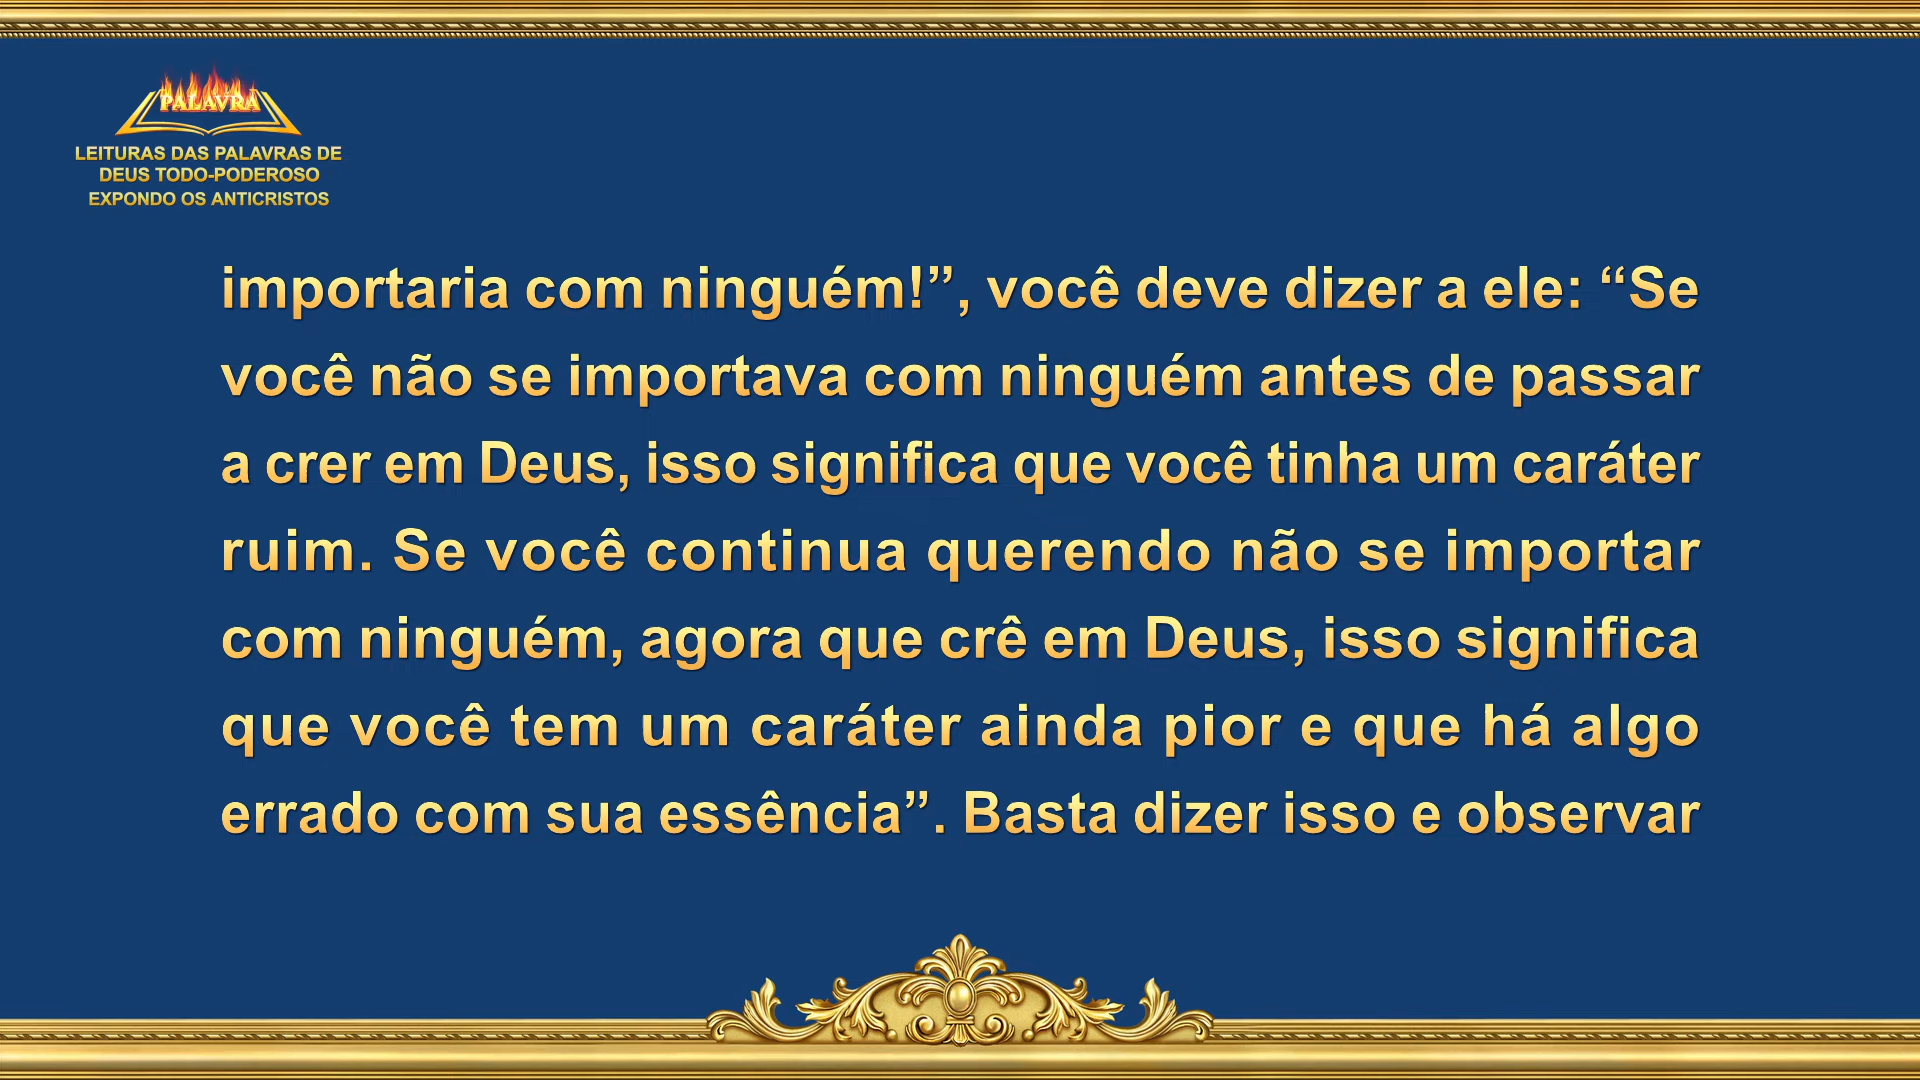 PALAVRA
LEITURAS DAS PALAVRAS DE
DEUS TODO-PODEROSO
EXPONDO OS ANTICRISTOS
importaria com ninguém!”, você deve dizer a ele: “Se
você não se importava com ninguém antes de passar
a crer em Deus, isso significa que você tinha um caráter
ruim. Se você continua querendo não se importar
com ninguém, agora que crê em Deus, isso significa
que você tem um caráter ainda pior e que há algo
errado com sua essência”. Basta dizer isso e observar